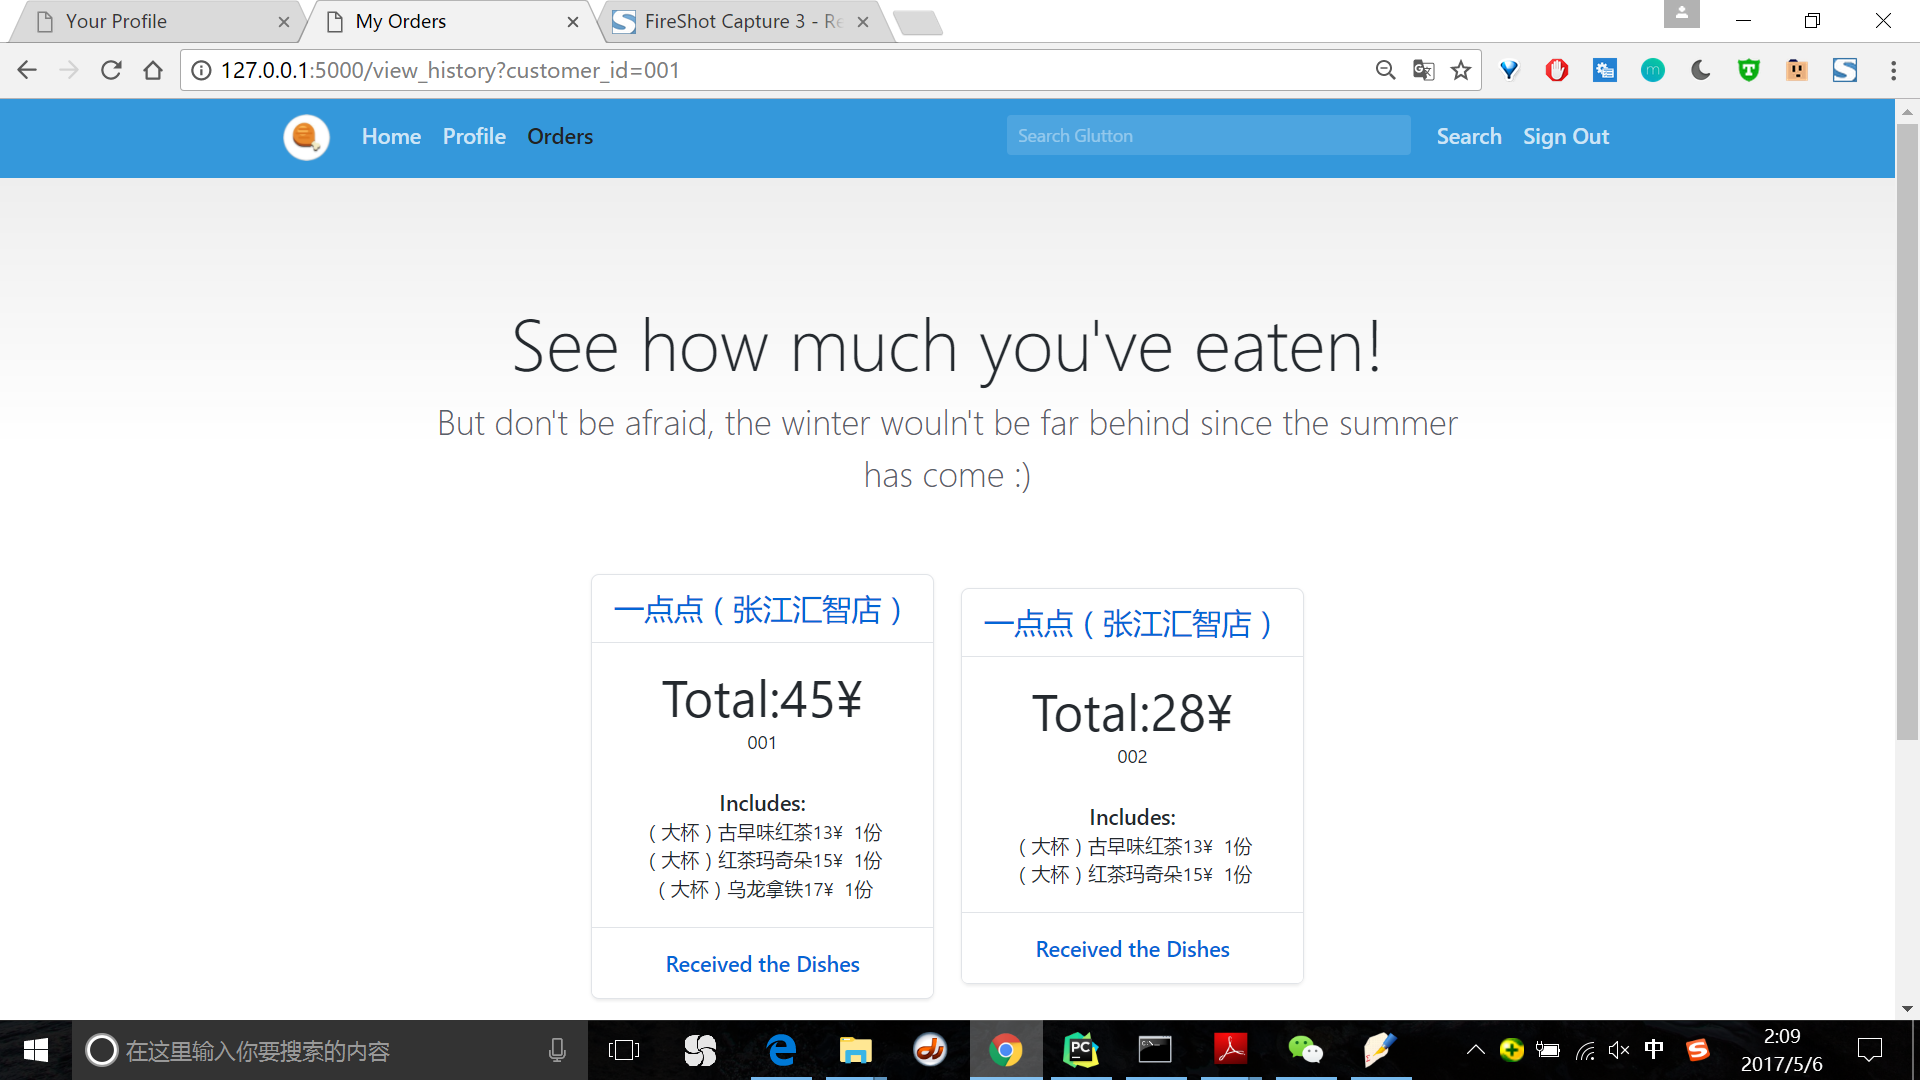 Your Profile
My Orders
FireShot Capture 3 - Re
127.0.0.1:5000/view_history?customer_id=001
Home Profile Orders
Search Glutton
Search Sign Out
See how much you've eaten!
But don't be afraid, the winter wouln't be far behind since the summer
has come :)
一点点（张江汇智店）
Total:45¥
001
Includes:
（大杯）古早味红茶13¥ 1份
（大杯）红茶玛奇朵15¥ 1份
（大杯）乌龙拿铁17¥ 1份
Received the Dishes
一点点（张江汇智店）
Total:28¥
002
Includes:
（大杯）古早味红茶13¥ 1份
（大杯）红茶玛奇朵15¥ 1份
Received the Dishes
在这里输入你要搜索的内容
中
2:09
2017/5/6